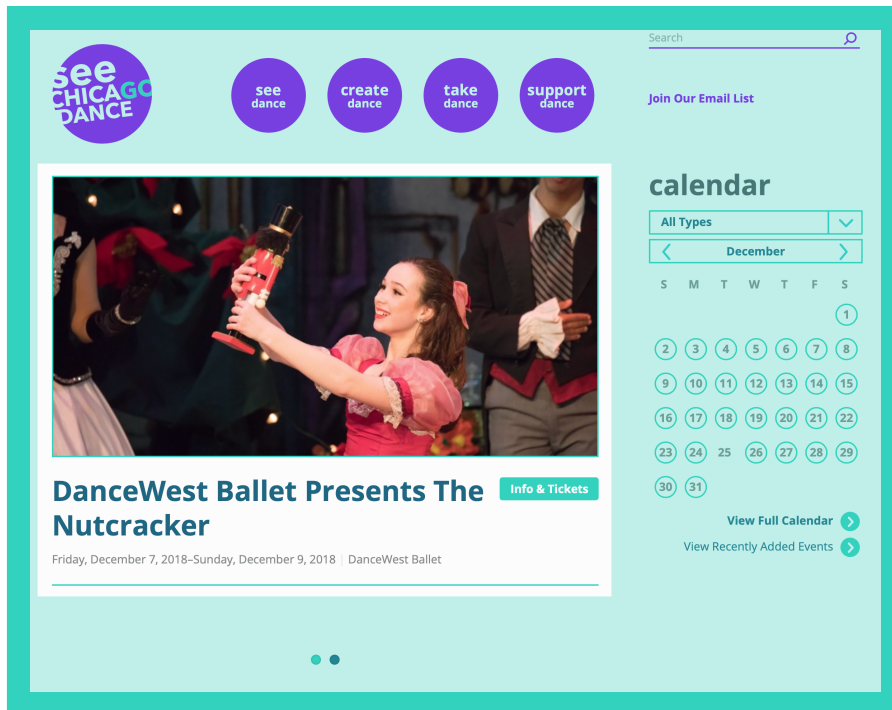 see
CHICAGO
DANCE
see
dance
create
dance
take
dance
support
dance
Search
Join Our Email List
DanceWest Ballet Presents The
Nutcracker
Info & Tickets
Friday, December 7, 2018–Sunday, December 9, 2018 | DanceWest Ballet
calendar
All Types
December
S M T W T F S
1
2 3 4 5 6 7 8
9 10 11 12 13 14 15
16 17 18 19 20 21 22
23 24 25 26 27 28 29
30 31
View Full Calendar
View Recently Added Events